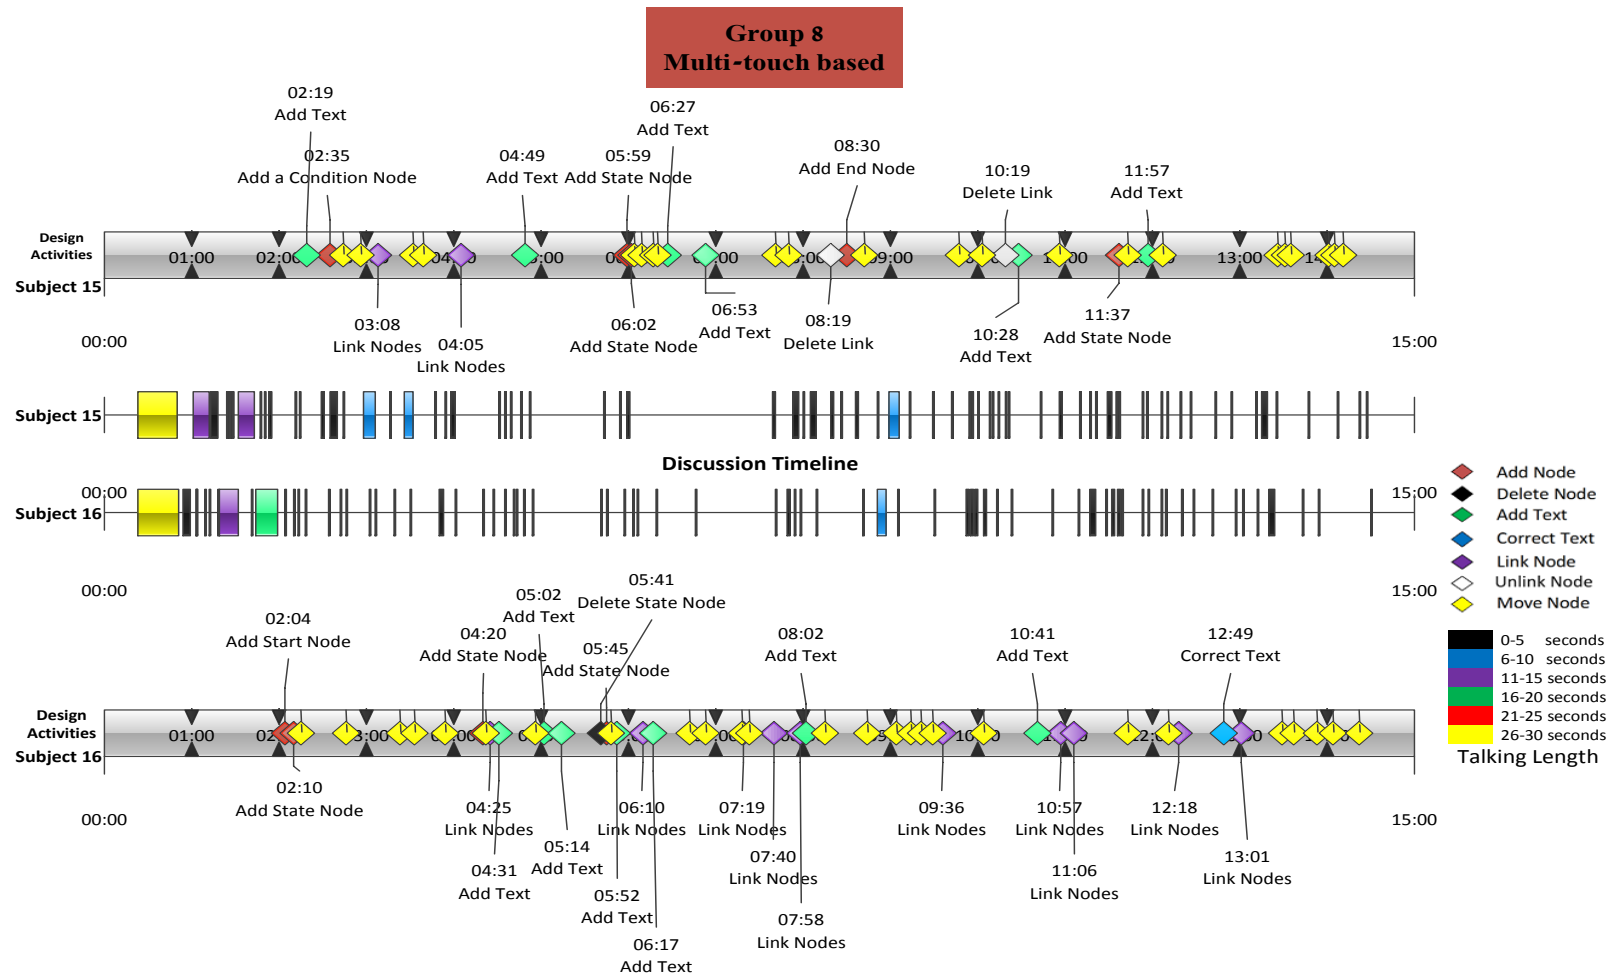 Group 8
Multi-touch based
02:19
Add Text
06:27
Add Text
02:35
Add a Condition Node
04:49
Add Text
05:59
Add State Node
08:30
Add End Node
10:19
Delete Link
11:57
Add Text
Design
Activities
01:00
09:00
13:00
Subject 15
03:08
Link Nodes
04:05
Link Nodes
06:02
Add State Node
06:53
Add Text
08:19
Delete Link
10:28
Add Text
11:37
Add State Node
00:00
15:00
Subject 15
Discussion Timeline
00:00
15:00
Subject 16
00:00
15:00
Add Node
Delete Node
Add Text
Correct Text
Link Node
Unlink Node
Move Node
0-5 seconds
6-10 seconds
11-15 seconds
16-20 seconds
21-25 seconds
26-30 seconds
Talking Length
02:04
Add Start Node
04:20
Add State Node
05:02
Add Text
05:41
Delete State Node
05:45
Add State Node
08:02
Add Text
10:41
Add Text
12:49
Correct Text
Design
Activities
01:00
Subject 16
02:10
Add State Node
04:25
Link Nodes
04:31
Add Text
05:14
Add Text
05:52
Add Text
06:10
Link Nodes
06:17
Add Text
07:19
Link Nodes
07:40
Link Nodes
07:58
Link Nodes
09:36
Link Nodes
10:57
Link Nodes
11:06
Link Nodes
12:18
Link Nodes
13:01
Link Nodes
00:00
15:00